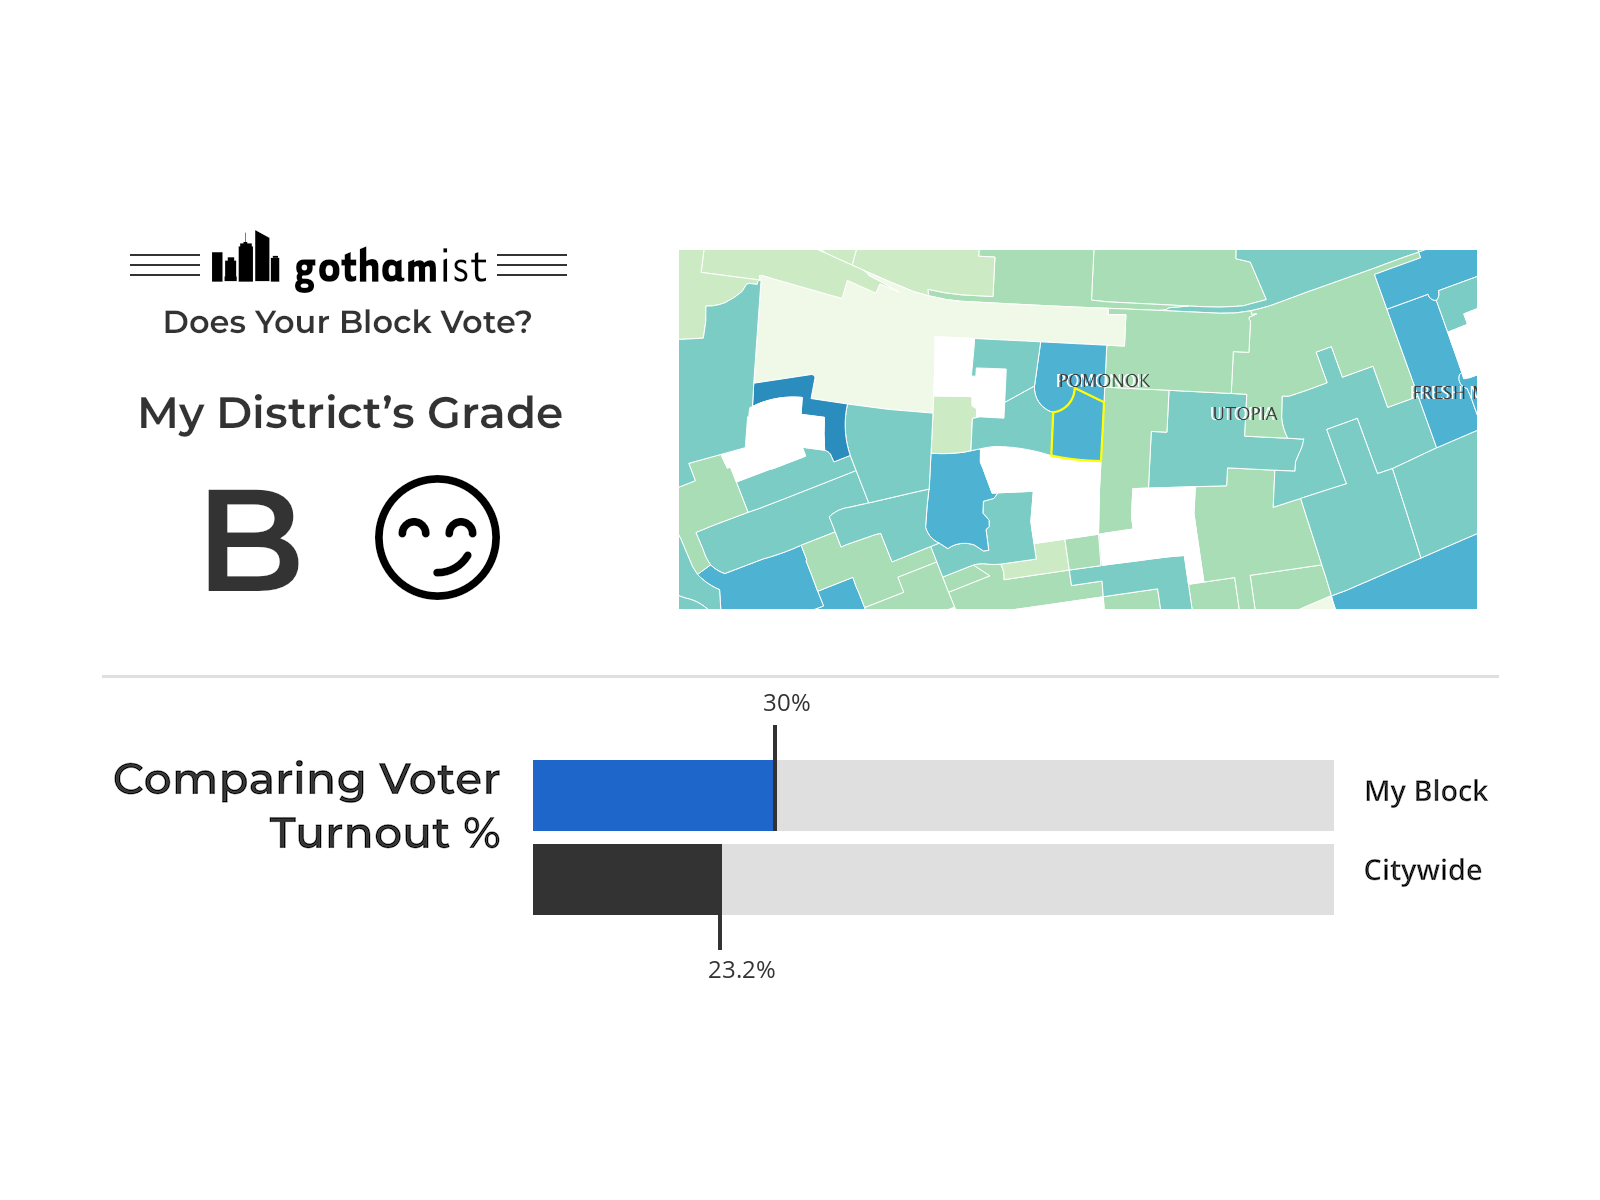 gothamist
Does Your Block Vote?
My District's Grade
B
POMONOK
UTOPIA
FRESH
30%
Comparing Voter
Turnout %
My Block
Citywide
23.2%